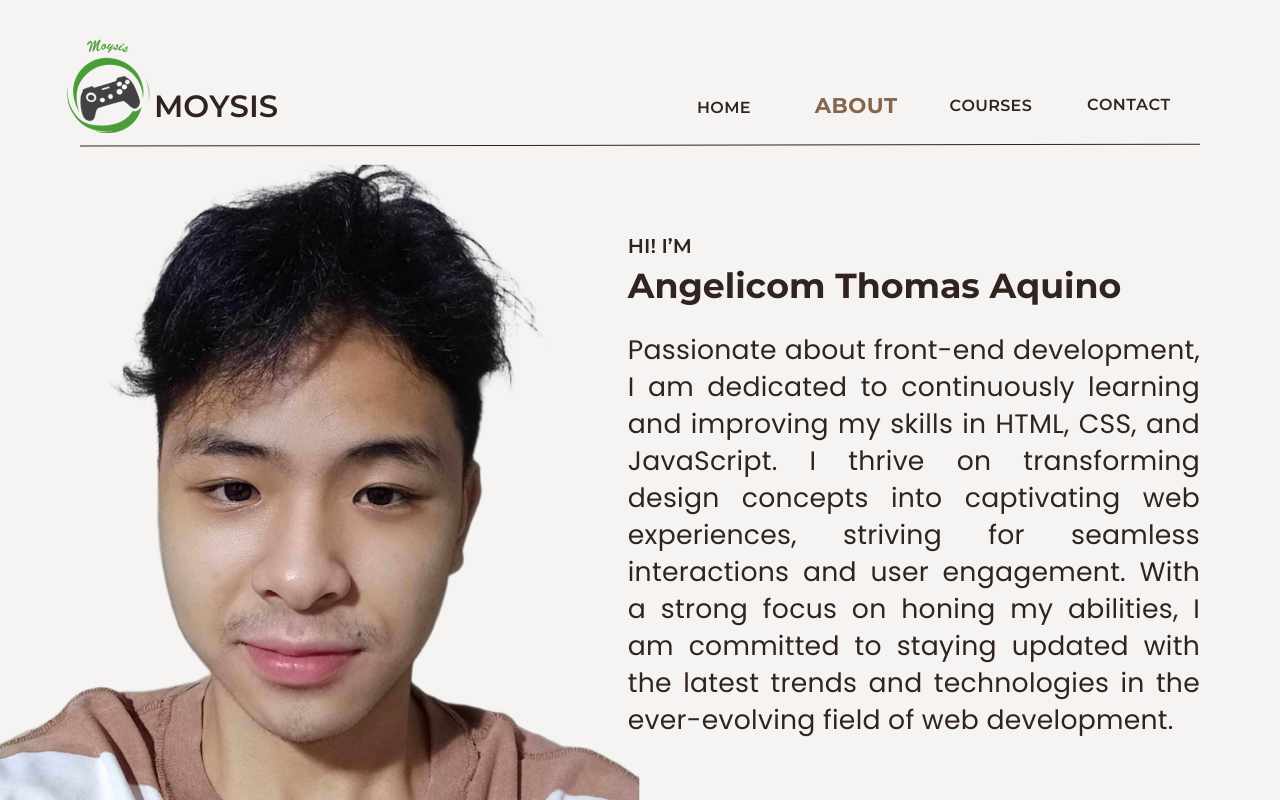 Moysis
MOYSIS
HOME
ABOUT
COURSES
CONTACT
HI! I’M
Angelicom Thomas Aquino
Passionate about front-end development,
I am dedicated to continuously learning
and improving my skills in HTML, CSS, and
JavaScript. I thrive on transforming
design concepts into captivating web
experiences, striving for seamless
interactions and user engagement. With
a strong focus on honing my abilities, I
am committed to staying updated with
the latest trends and technologies in the
ever-evolving field of web development.